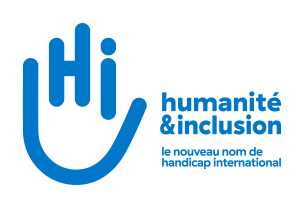 Hi
humanité
&inclusion
le nouveau nom de
handicap international